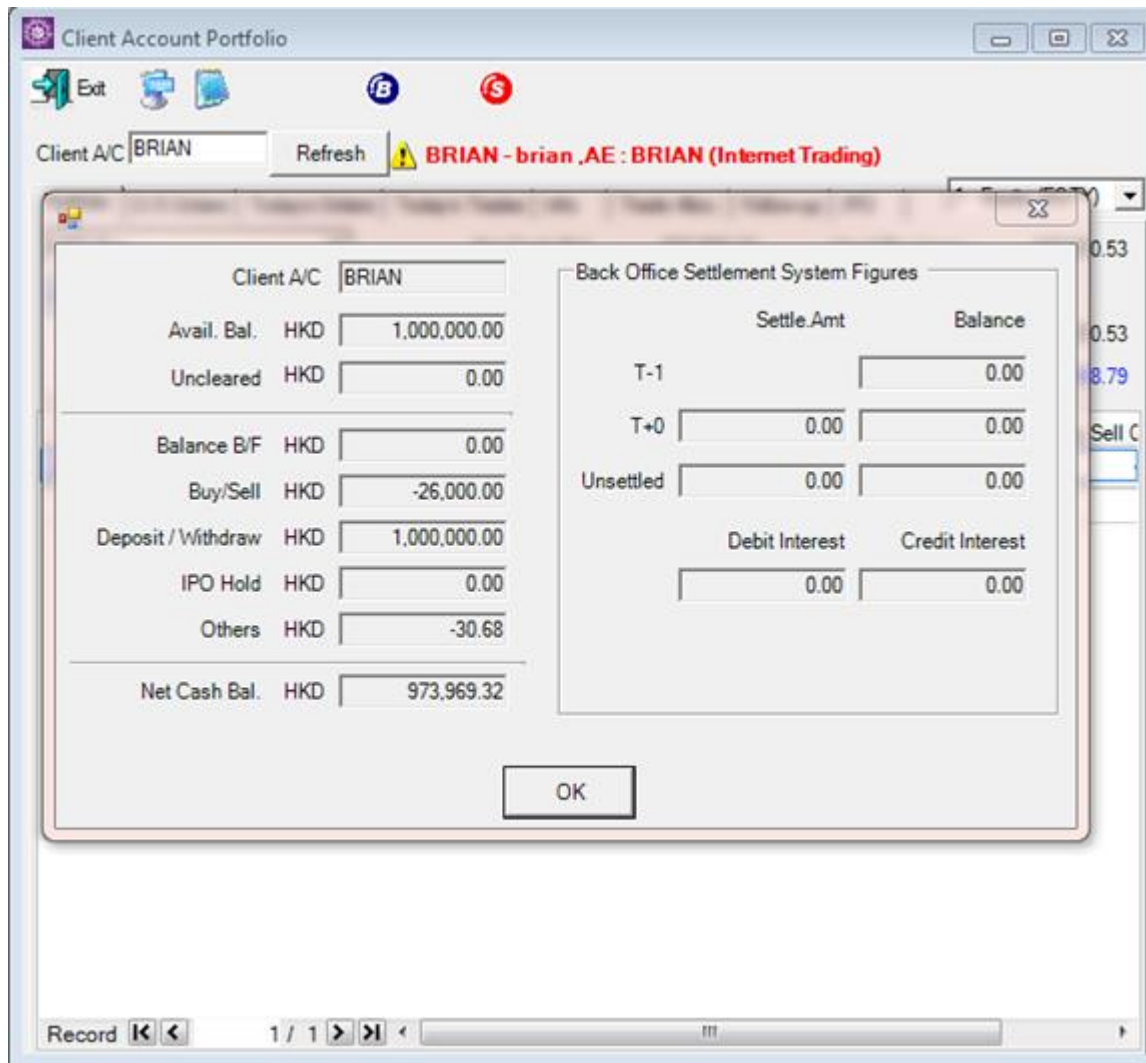 Client Account Portfolio
Exit
B S
Client A/C BRIAN Refresh BRIAN - brian ,AE : BRIAN (Internet Trading)
Client A/C BRIAN
Avail. Bal. HKD 1,000,000.00
Uncleared HKD 0.00
Balance B/F HKD 0.00
Buy/Sell HKD -26,000.00
Deposit / Withdraw HKD 1,000,000.00
IPO Hold HKD 0.00
Others HKD -30.68
Net Cash Bal. HKD 973,969.32
Back Office Settlement System Figures
Settle.Amt Balance
T-1 0.00
T+0 0.00 0.00
Unsettled 0.00 0.00
Debit Interest Credit Interest
0.00 0.00
OK
0.53
0.53
8.79
Sell
Record 1 / 1